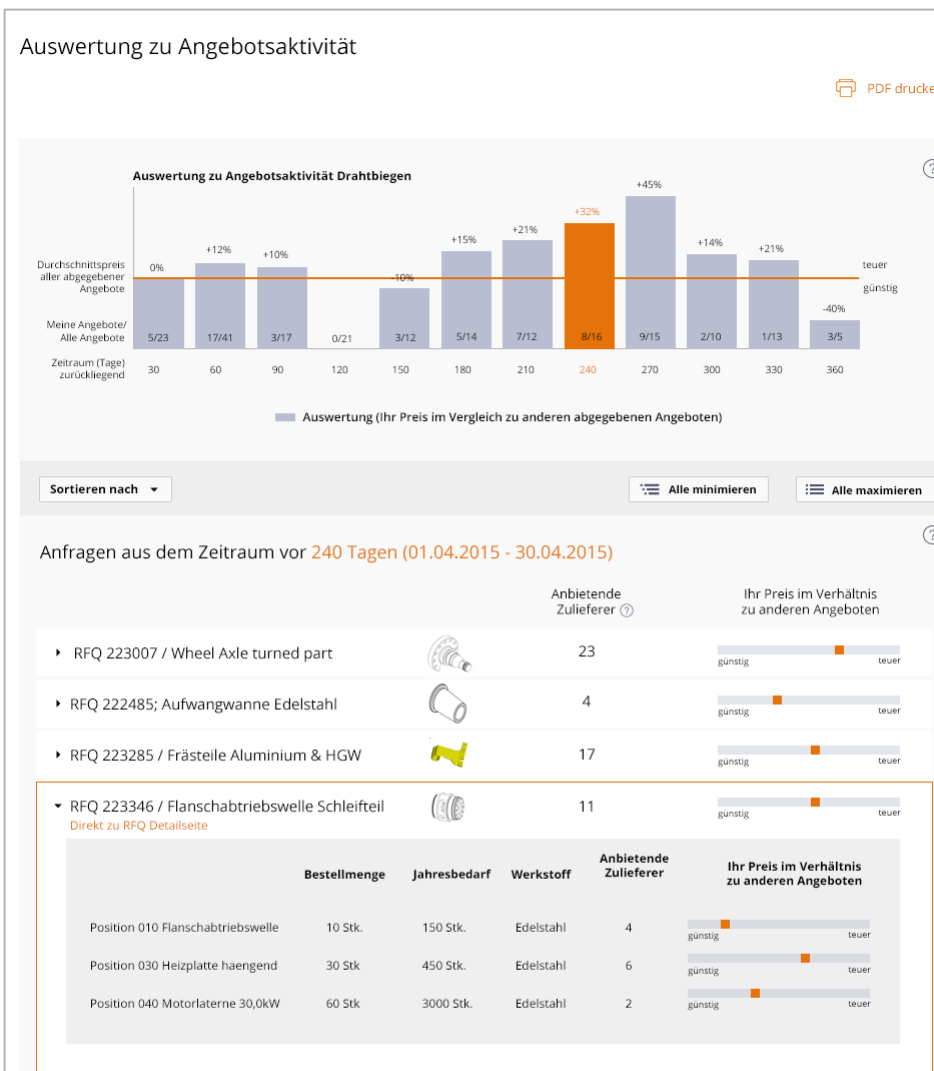 Auswertung zu Angebotsaktivität
PDF drucke
Auswertung zu Angebotsaktivität Drahtbiegen
?
0% +12% +10% -10% +15% +21% +32% +45% +14% +21% -40%
Durchschnittspreis
aller abgegebener
Angebote
teuer
günstig
Meine Angebote/
Alle Angebote
5/23 17/41 3/17 0/21 3/12 5/14 7/12 8/16 9/15 2/10 1/13 3/5
Zeitraum (Tage)
zurückliegend
30 60 90 120 150 180 210 240 270 300 330 360
Auswertung (Ihr Preis im Vergleich zu anderen abgegebenen Angeboten)
Sortieren nach Alle minimieren Alle maximieren
?
Anfragen aus dem Zeitraum vor 240 Tagen (01.04.2015 - 30.04.2015)
Anbietende
Zulieferer ?
Ihr Preis im Verhältnis
zu anderen Angeboten
RFQ 223007 / Wheel Axle turned part 23
günstig teuer
RFQ 222485; Aufwangwanne Edelstahl 4
günstig teuer
RFQ 223285 / Frästeile Aluminium & HGW 17
günstig teuer
RFQ 223346 / Flanschabtriebswelle Schleifteil 11
günstig teuer
Direkt zu RFQ Detailseite
Bestellmenge Jahresbedarf Werkstoff
Anbietende
Zulieferer
Ihr Preis im Verhältnis
zu anderen Angeboten
Position 010 Flanschabtriebswelle 10 Stk. 150 Stk. Edelstahl 4
günstig teuer
Position 030 Heizplatte haengend 30 Stk 450 Stk. Edelstahl 6
günstig teuer
Position 040 Motorlaterne 30,0kW 60 Stk 3000 Stk. Edelstahl 2
günstig teuer